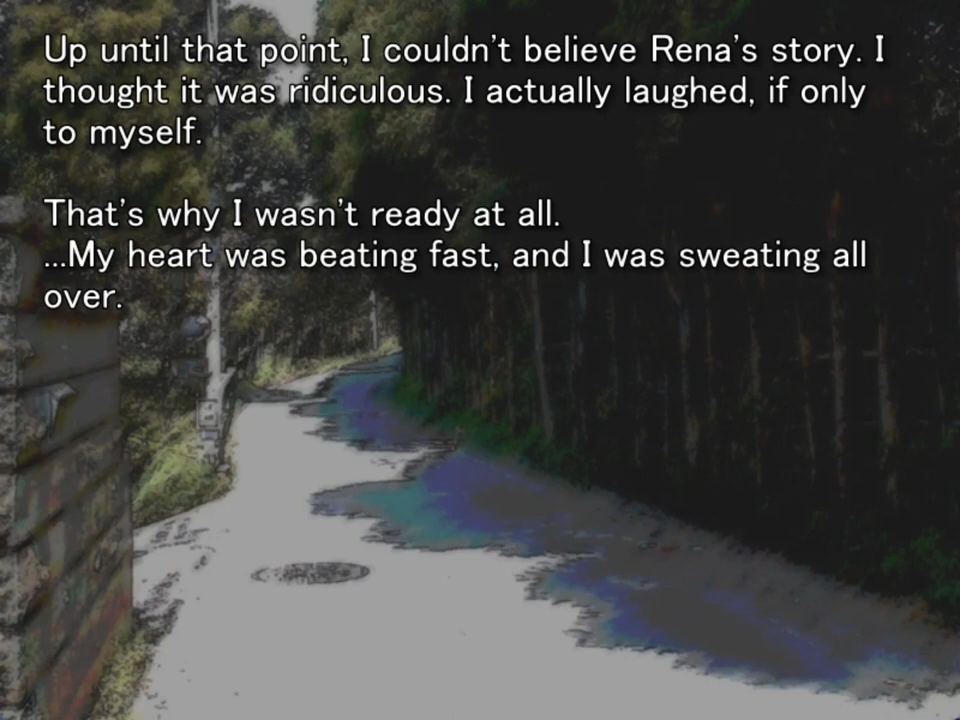 Up until that point, I couldn't believe Rena's story. I
thought it was ridiculous. I actually laughed, if only
to myself.
That's why I wasn't ready at all.
...My heart was beating fast, and I was sweating all
over.